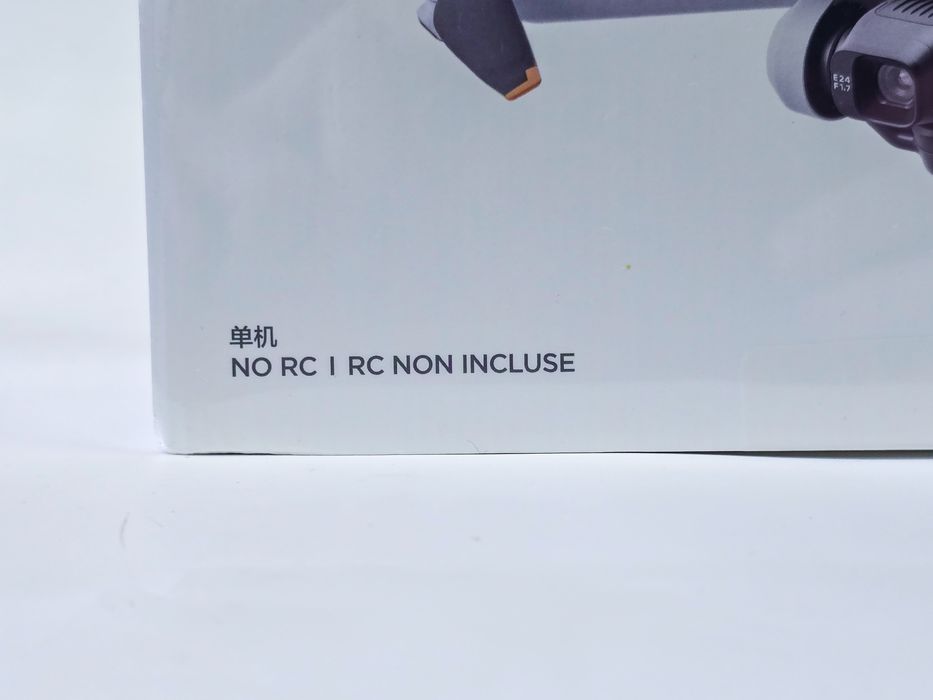 E24
F1.7
单机
NO RC | RC NON INCLUSE